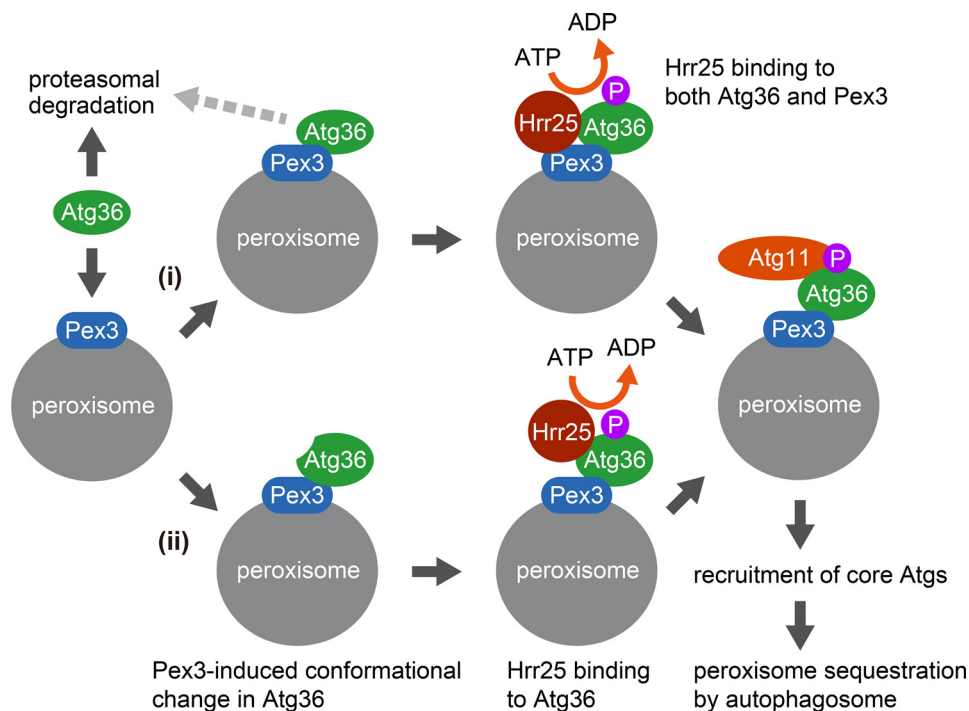 proteasomal
degradation
Atg36
Pex3
peroxisome
(i)
Atg36
Pex3
peroxisome
ATP
ADP
P
Hrr25
Atg36
Pex3
peroxisome
Hrr25 binding to
both Atg36 and Pex3
(ii)
Atg36
Pex3
peroxisome
Pex3-induced conformational
change in Atg36
ATP
ADP
P
Hrr25
Atg36
Pex3
peroxisome
Hrr25 binding
to Atg36
Atg11
P
Atg36
Pex3
peroxisome
recruitment of core Atgs
peroxisome sequestration
by autophagosome